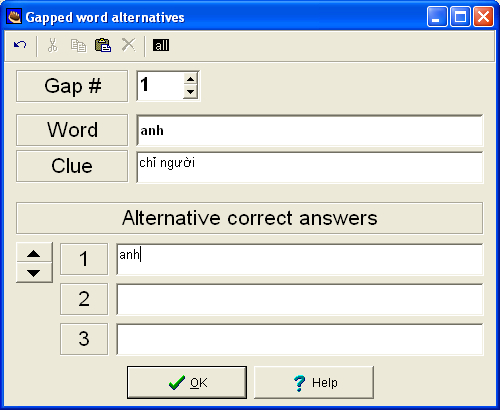 Gapped word alternatives
all
Gap #
1
Word
anh
Clue
chỉ người
Alternative correct answers
1
anh
2
3
OK
Help